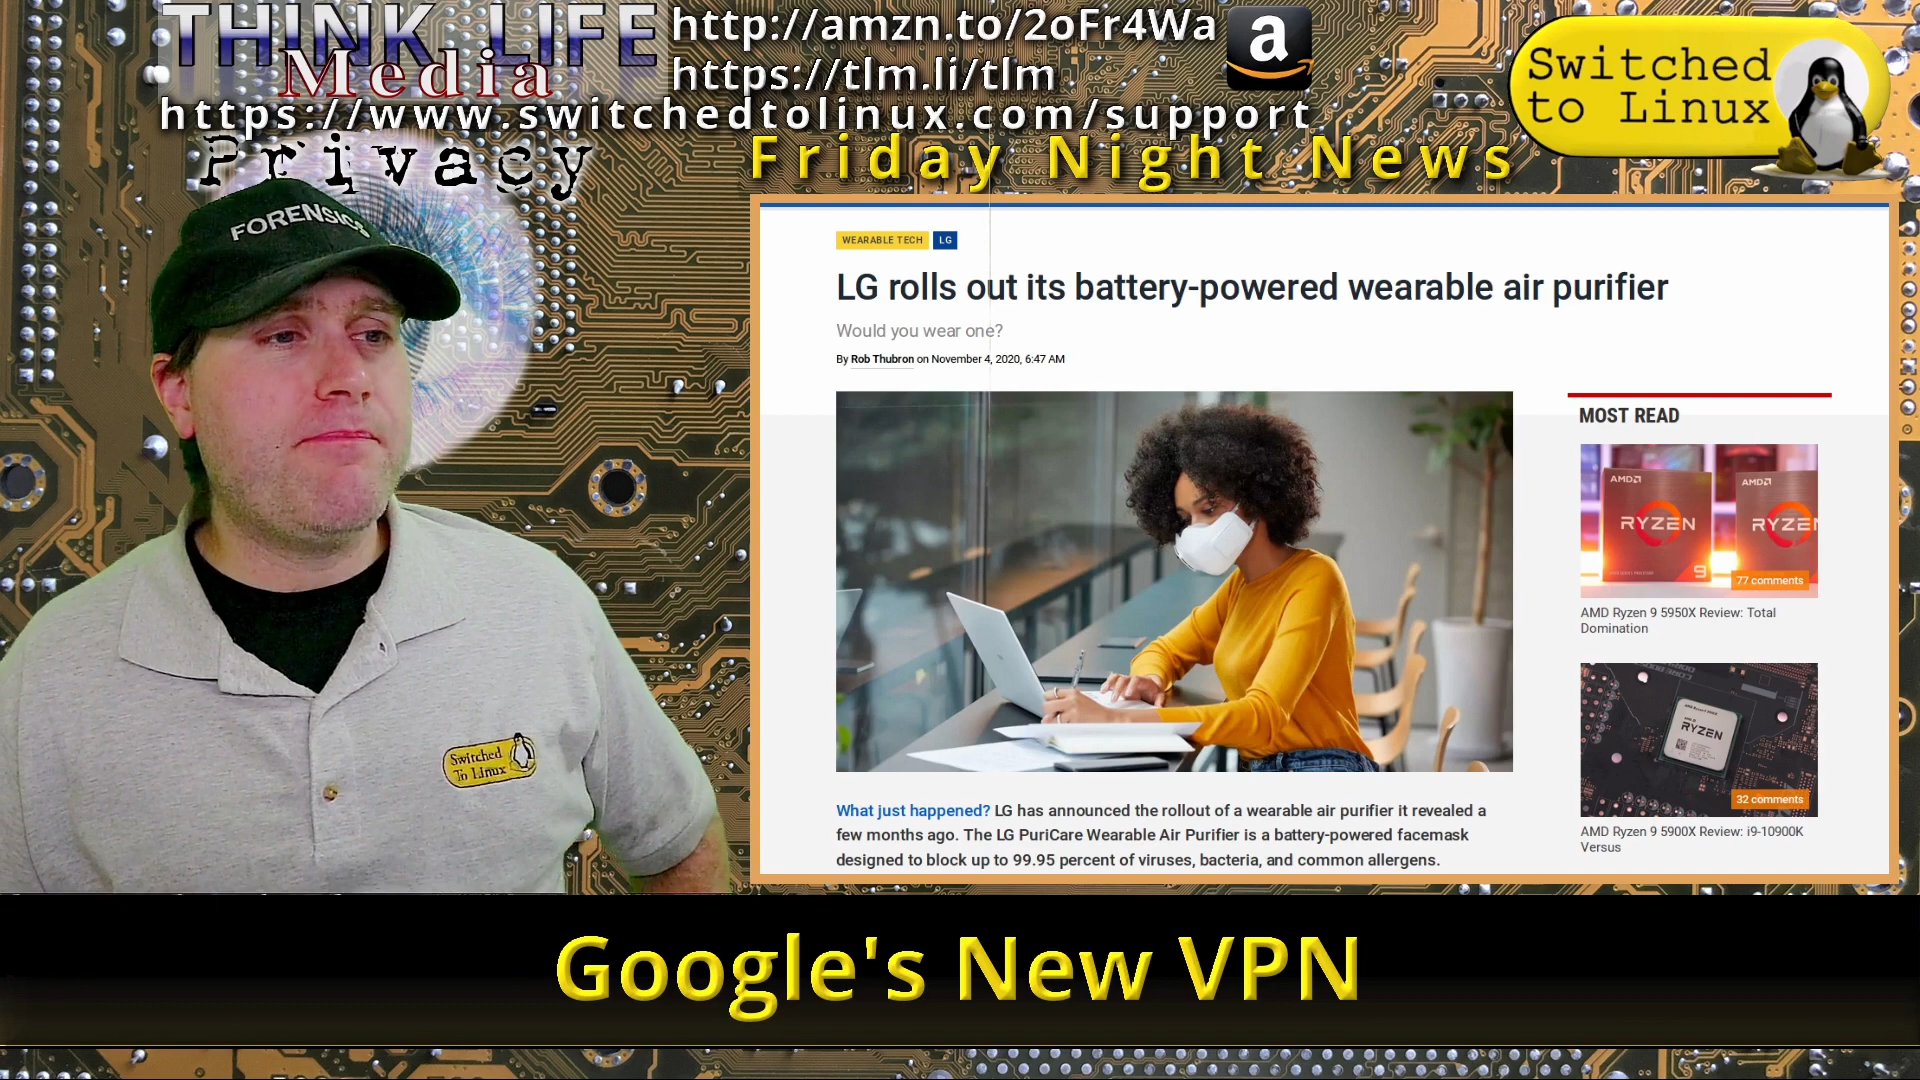 THINK LIFE
Media
http://amzn.to/2oFr4Wa
https://tlm.li/tlm
https://www.switchedtolinux.com/support
Privacy
Friday Night News
a
Switched
to Linux
FORENSICS
Switched
To Linux
WEARABLE TECH
LG
LG rolls out its battery-powered wearable air purifier
Would you wear one?
By Rob Thubron on November 4, 2020, 6:47 AM
MOST READ
AMD
RYZEN
9
AMD
RYZEN
77 comments
AMD Ryzen 9 5950X Review: Total
Domination
RYZEN
32 comments
AMD Ryzen 9 5900X Review: i9-10900K
Versus
What just happened? LG has announced the rollout of a wearable air purifier it revealed a
few months ago. The LG PuriCare Wearable Air Purifier is a battery-powered facemask
designed to block up to 99.95 percent of viruses, bacteria, and common allergens.
Google's New VPN